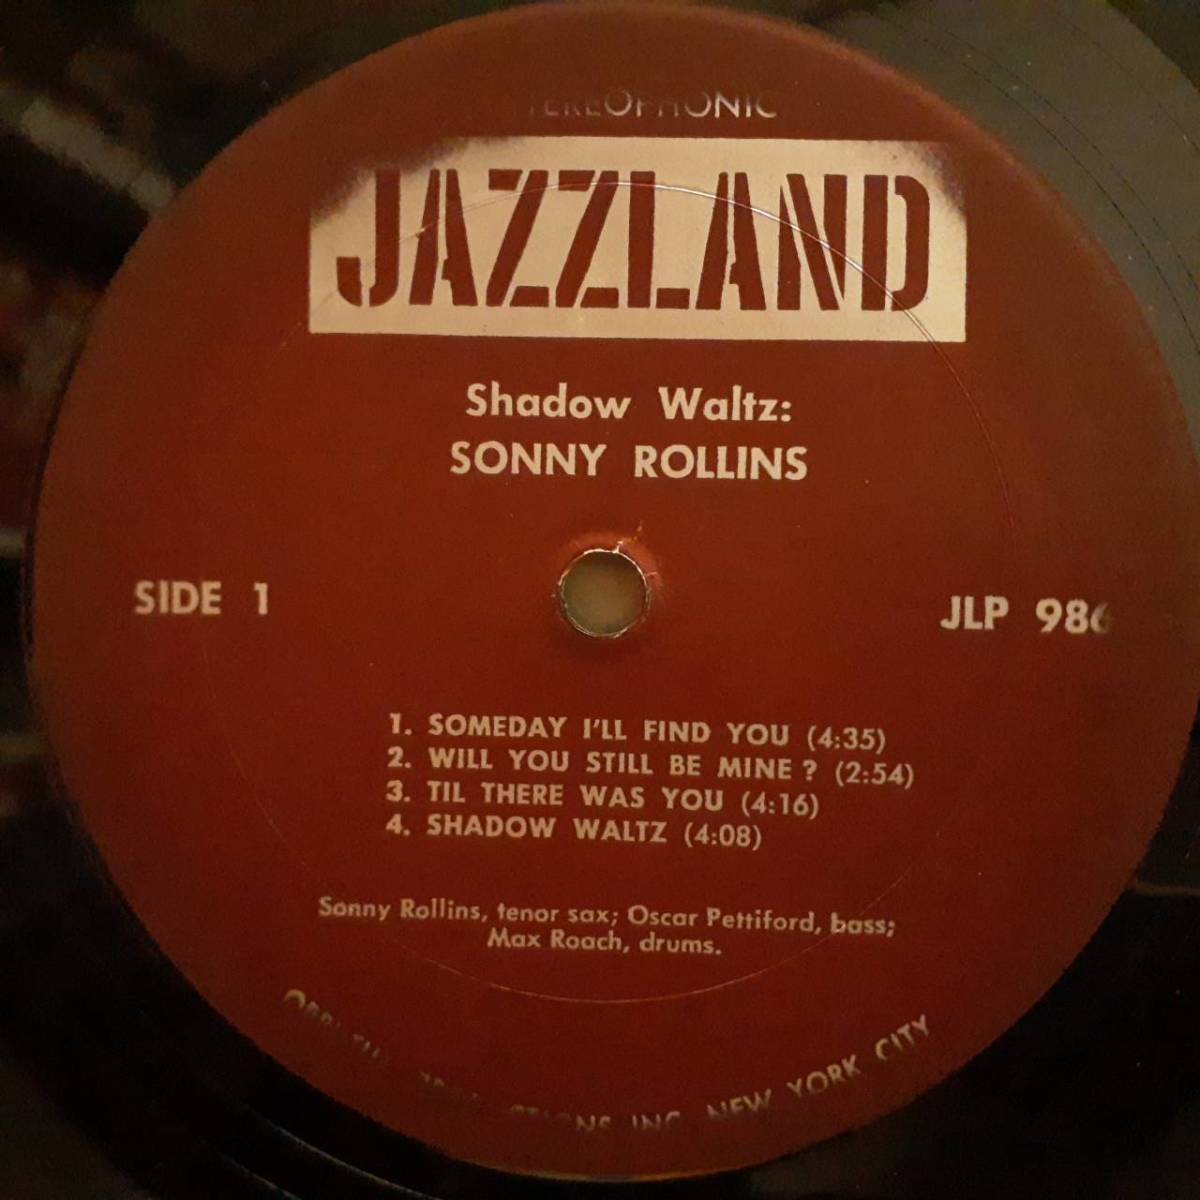 STEREOPHONIC
JAZZLAND
Shadow Waltz:
SONNY ROLLINS
SIDE 1
JLP 986
1. SOMEDAY I'LL FIND YOU (4:35)
2. WILL YOU STILL BE MINE? (2:54)
3. TIL THERE WAS YOU (4:16)
4. SHADOW WALTZ (4:08)
Sonny Rollins, tenor sax; Oscar Pettiford, bass;
Max Roach, drums.
INC. NEW YORK CITY